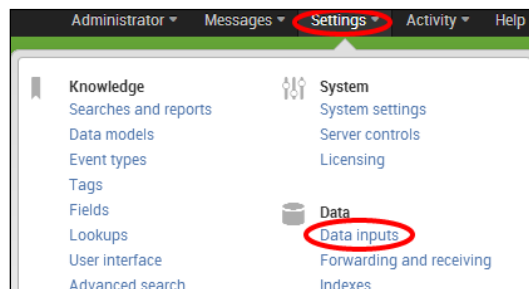 Administrator Messages Settings Activity Help
Knowledge
Searches and reports
Data models
Event types
Tags
Fields
Lookups
User interface
Advanced search
System
System settings
Server controls
Licensing
Data
Data inputs
Forwarding and receiving
Indexes